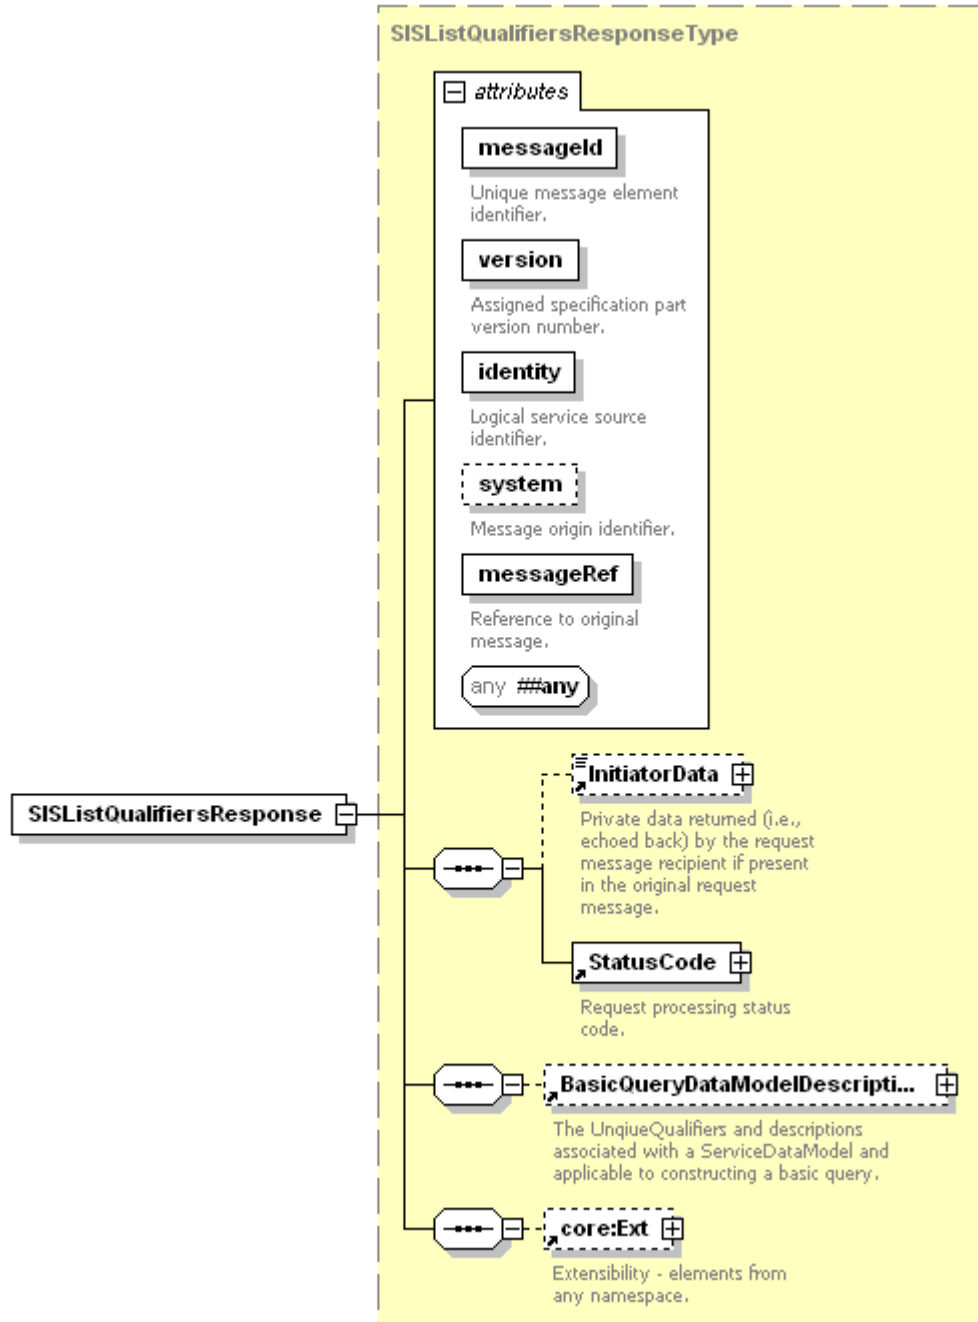 SISListQualifiersResponseType
attributes
messageId
Unique message element
identifier.
version
Assigned specification part
version number.
identity
Logical service source
identifier.
system
Message origin identifier.
messageRef
Reference to original
message.
any ##any
SISListQualifiersResponse
InitiatorData
Private data returned (i.e.,
echoed back) by the request
message recipient if present
in the original request
message.
StatusCode
Request processing status
code.
BasicQueryDataModelDescripti...
The UnqiueQualifiers and descriptions
associated with a ServiceDataModel and
applicable to constructing a basic query.
core:Ext
Extensibility - elements from
any namespace.